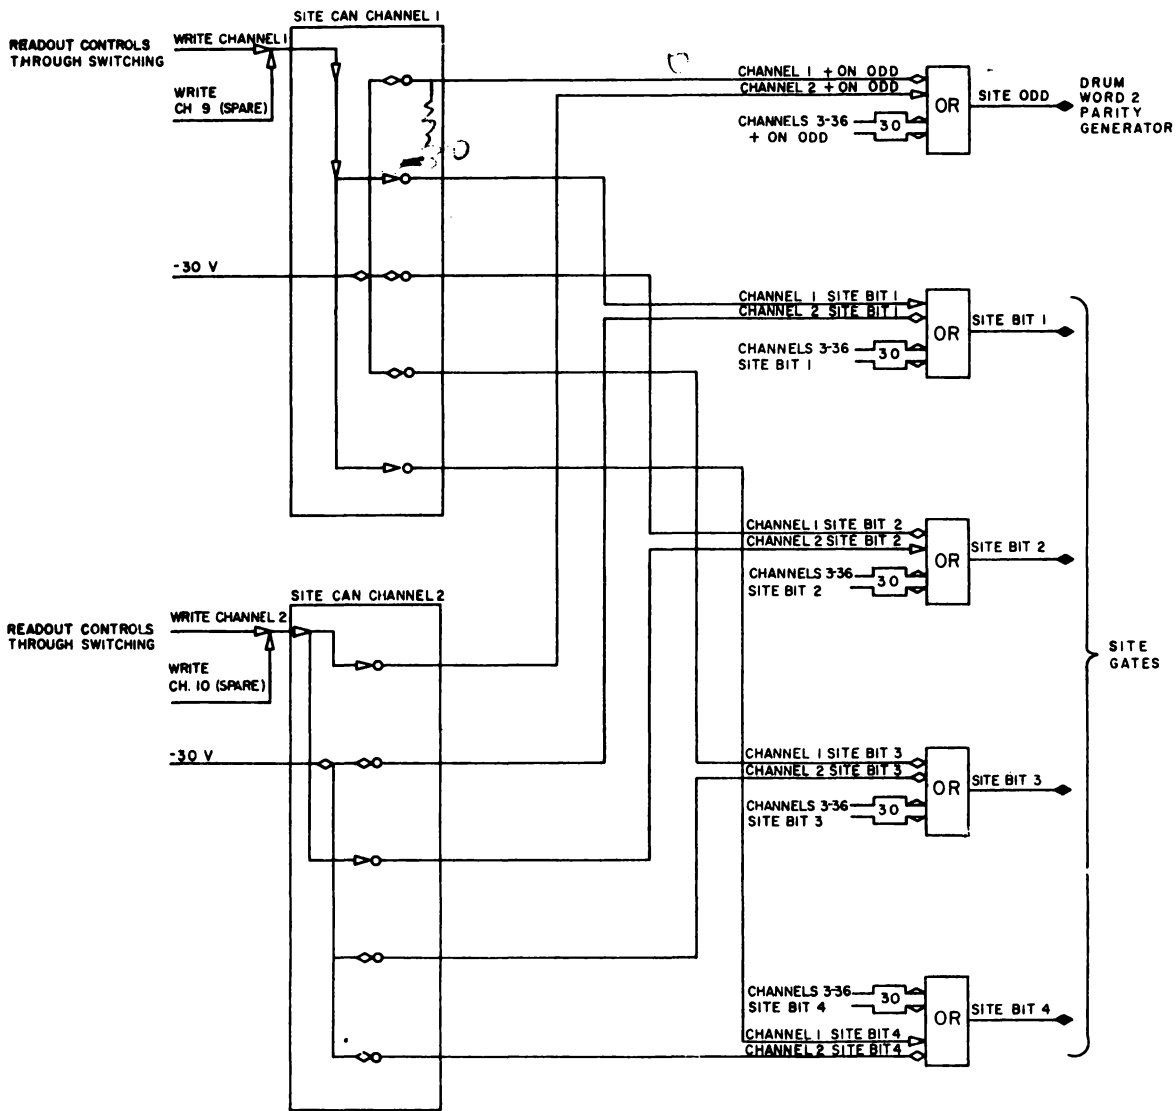 SITE CAN CHANNEL 1
READOUT CONTROLS
THROUGH SWITCHING
WRITE CHANNEL 1
WRITE
CH 9 (SPARE)
-30 V
CHANNEL 1 + ON ODD
CHANNEL 2 + ON ODD
CHANNELS 3-36
+ ON ODD
30
OR
SITE ODD
DRUM
WORD 2
PARITY
GENERATOR
CHANNEL 1 SITE BIT 1
CHANNEL 2 SITE BIT 1
CHANNELS 3-36
SITE BIT 1
30
OR
SITE BIT 1
CHANNEL 1 SITE BIT 2
CHANNEL 2 SITE BIT 2
CHANNELS 3-36
SITE BIT 2
30
OR
SITE BIT 2
SITE CAN CHANNEL 2
READOUT CONTROLS
THROUGH SWITCHING
WRITE CHANNEL 2
WRITE
CH. 10 (SPARE)
-30 V
SITE
GATES
CHANNEL 1 SITE BIT 3
CHANNEL 2 SITE BIT 3
CHANNELS 3-36
SITE BIT 3
30
OR
SITE BIT 3
CHANNELS 3-36
SITE BIT 4
30
OR
SITE BIT 4
CHANNEL 1 SITE BIT 4
CHANNEL 2 SITE BIT 4